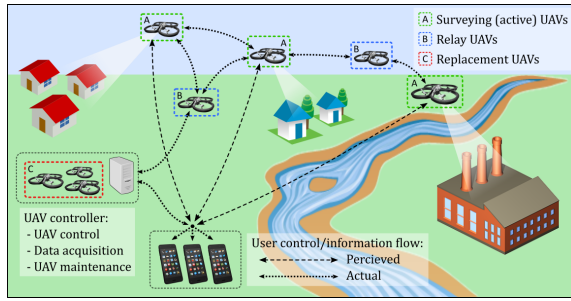 A
A
B
A
B
C
A Surveying (active) UAVs
B Relay UAVs
C Replacement UAVs
UAV controller:
- UAV control
- Data acquisition
- UAV maintenance
User control/information flow:
Percieved
Actual